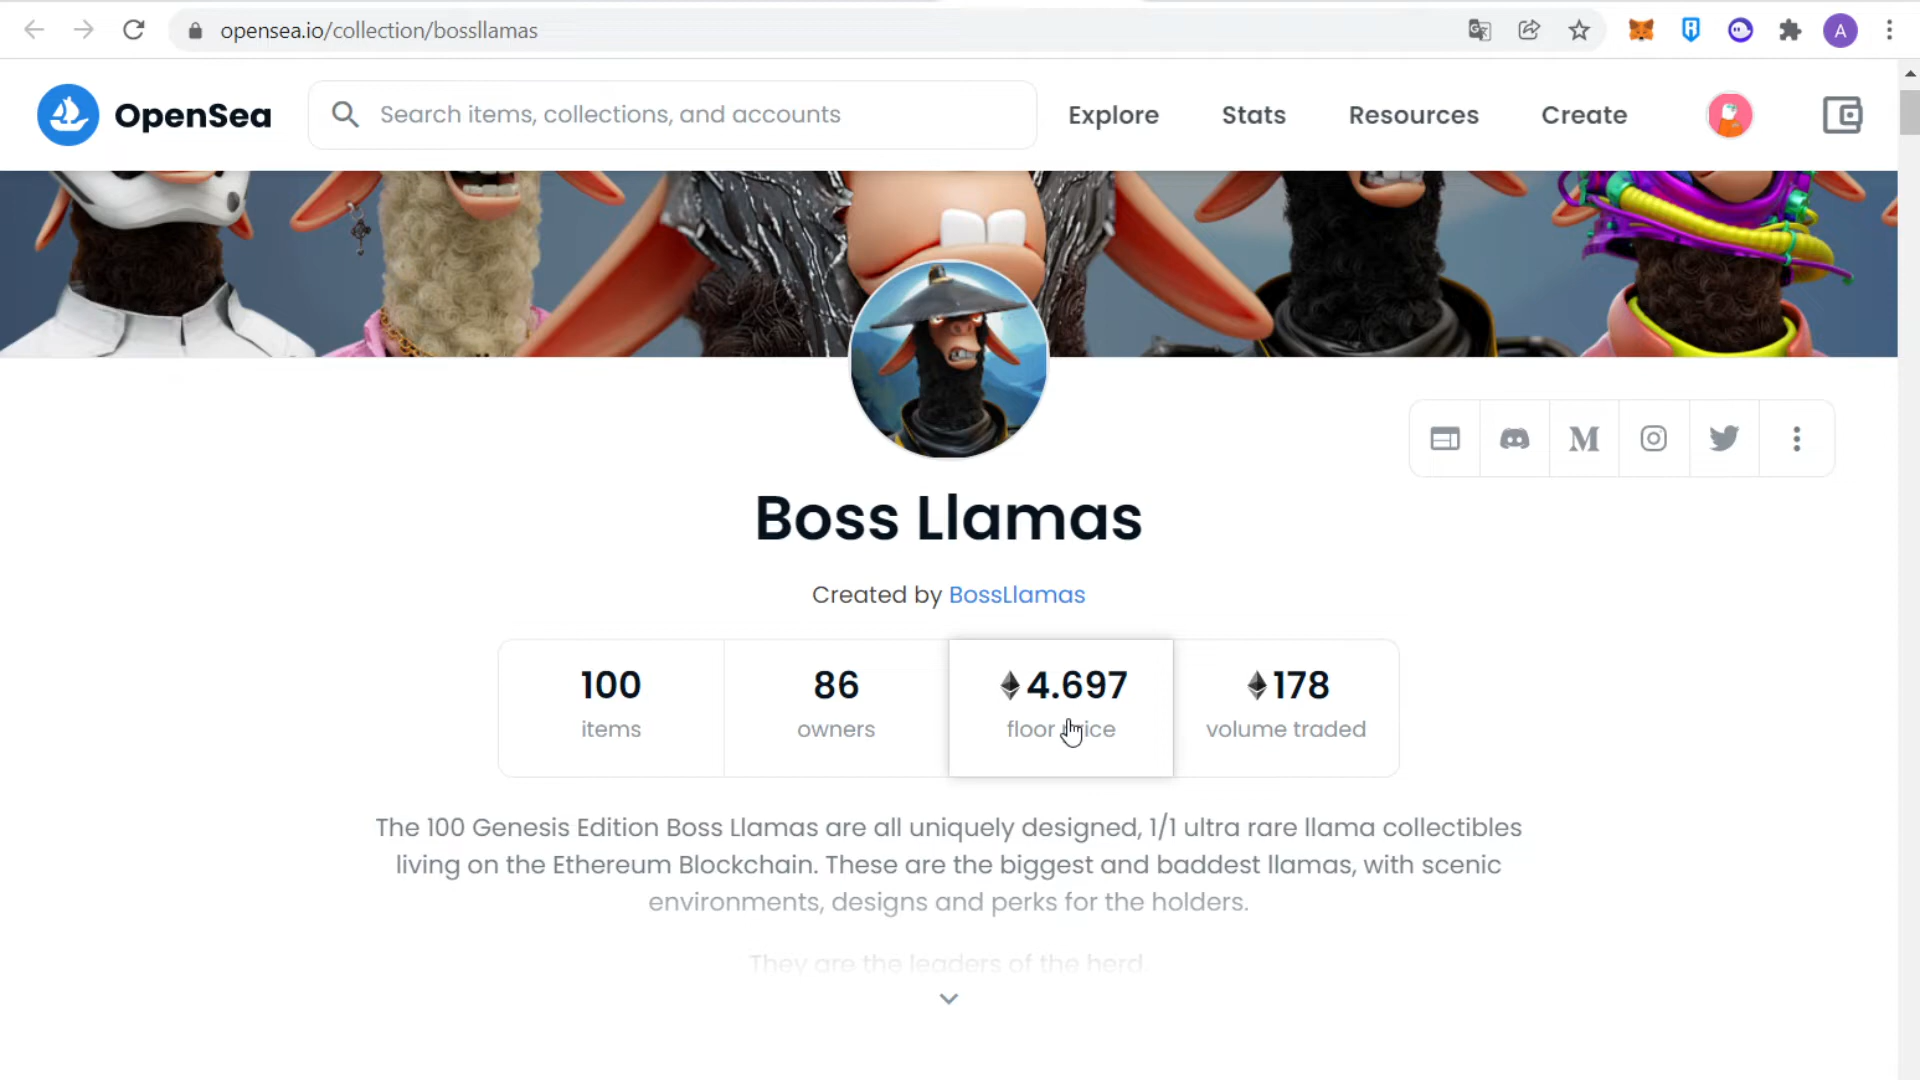 opensea.io/collection/bossllamas
A
OpenSea
Search items, collections, and accounts
Explore
Stats
Resources
Create
Boss Llamas
Created by BossLlamas
100
items
86
owners
4.697
floor price
178
volume traded
The 100 Genesis Edition Boss Llamas are all uniquely designed, 1/1 ultra rare llama collectibles
living on the Ethereum Blockchain. These are the biggest and baddest llamas, with scenic
environments, designs and perks for the holders.
They are the leaders of the herd.